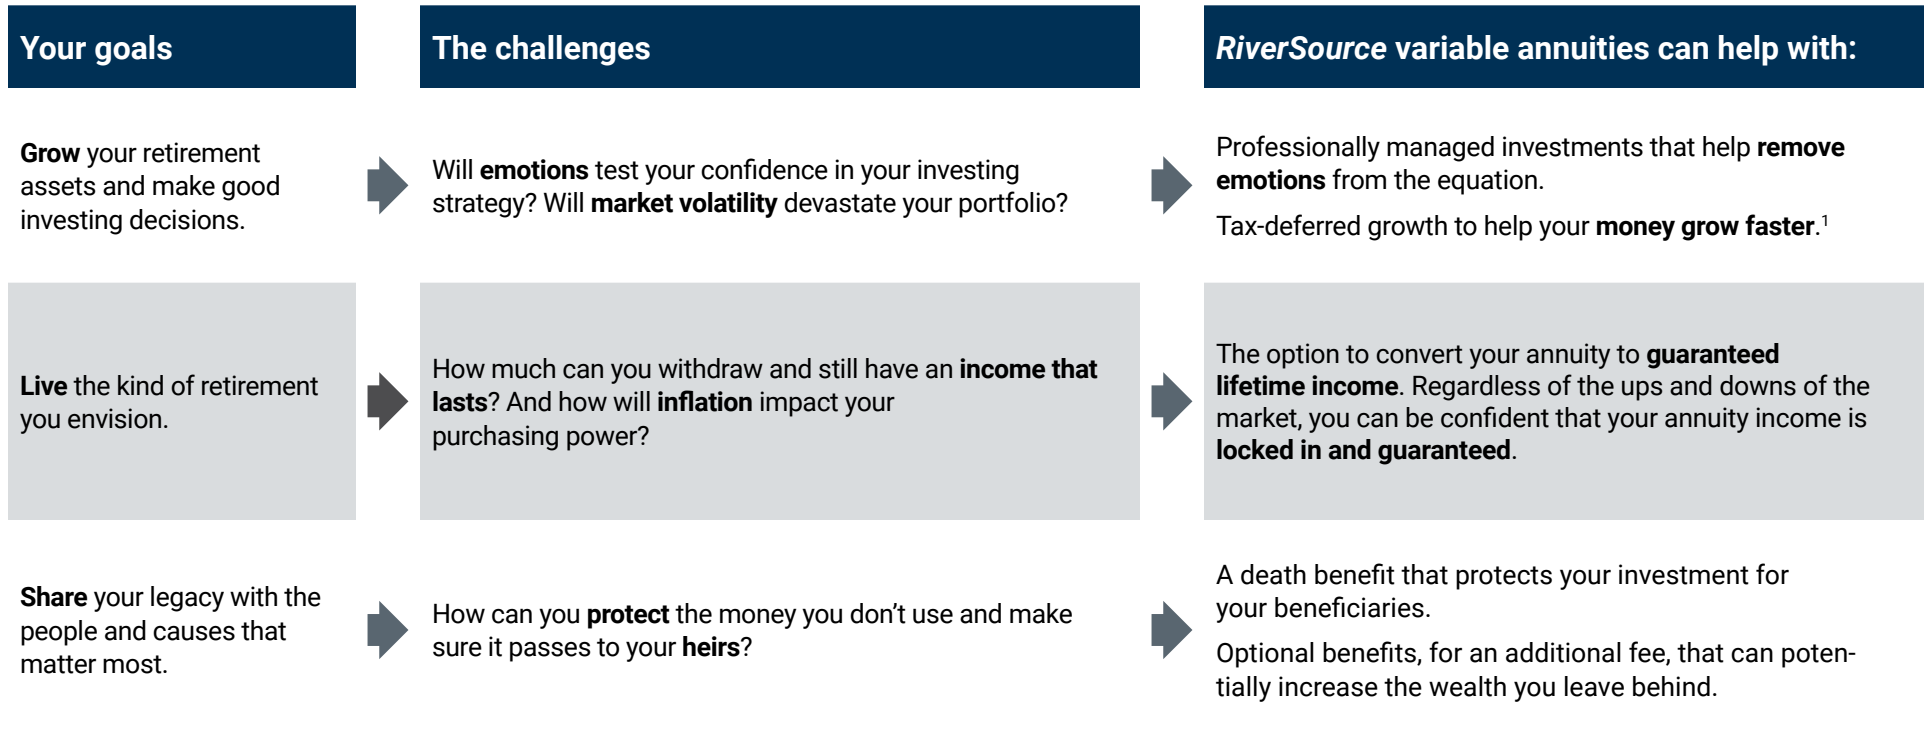 Your goals
The challenges
RiverSource variable annuities can help with:
Grow your retirement
assets and make good
investing decisions.
Will emotions test your confidence in your investing
strategy? Will market volatility devastate your portfolio?
Professionally managed investments that help remove
emotions from the equation.
Tax-deferred growth to help your money grow faster.¹
Live the kind of retirement
you envision.
How much can you withdraw and still have an income that
lasts? And how will inflation impact your
purchasing power?
The option to convert your annuity to guaranteed
lifetime income. Regardless of the ups and downs of the
market, you can be confident that your annuity income is
locked in and guaranteed.
Share your legacy with the
people and causes that
matter most.
How can you protect the money you don’t use and make
sure it passes to your heirs?
A death benefit that protects your investment for
your beneficiaries.
Optional benefits, for an additional fee, that can poten-
tially increase the wealth you leave behind.